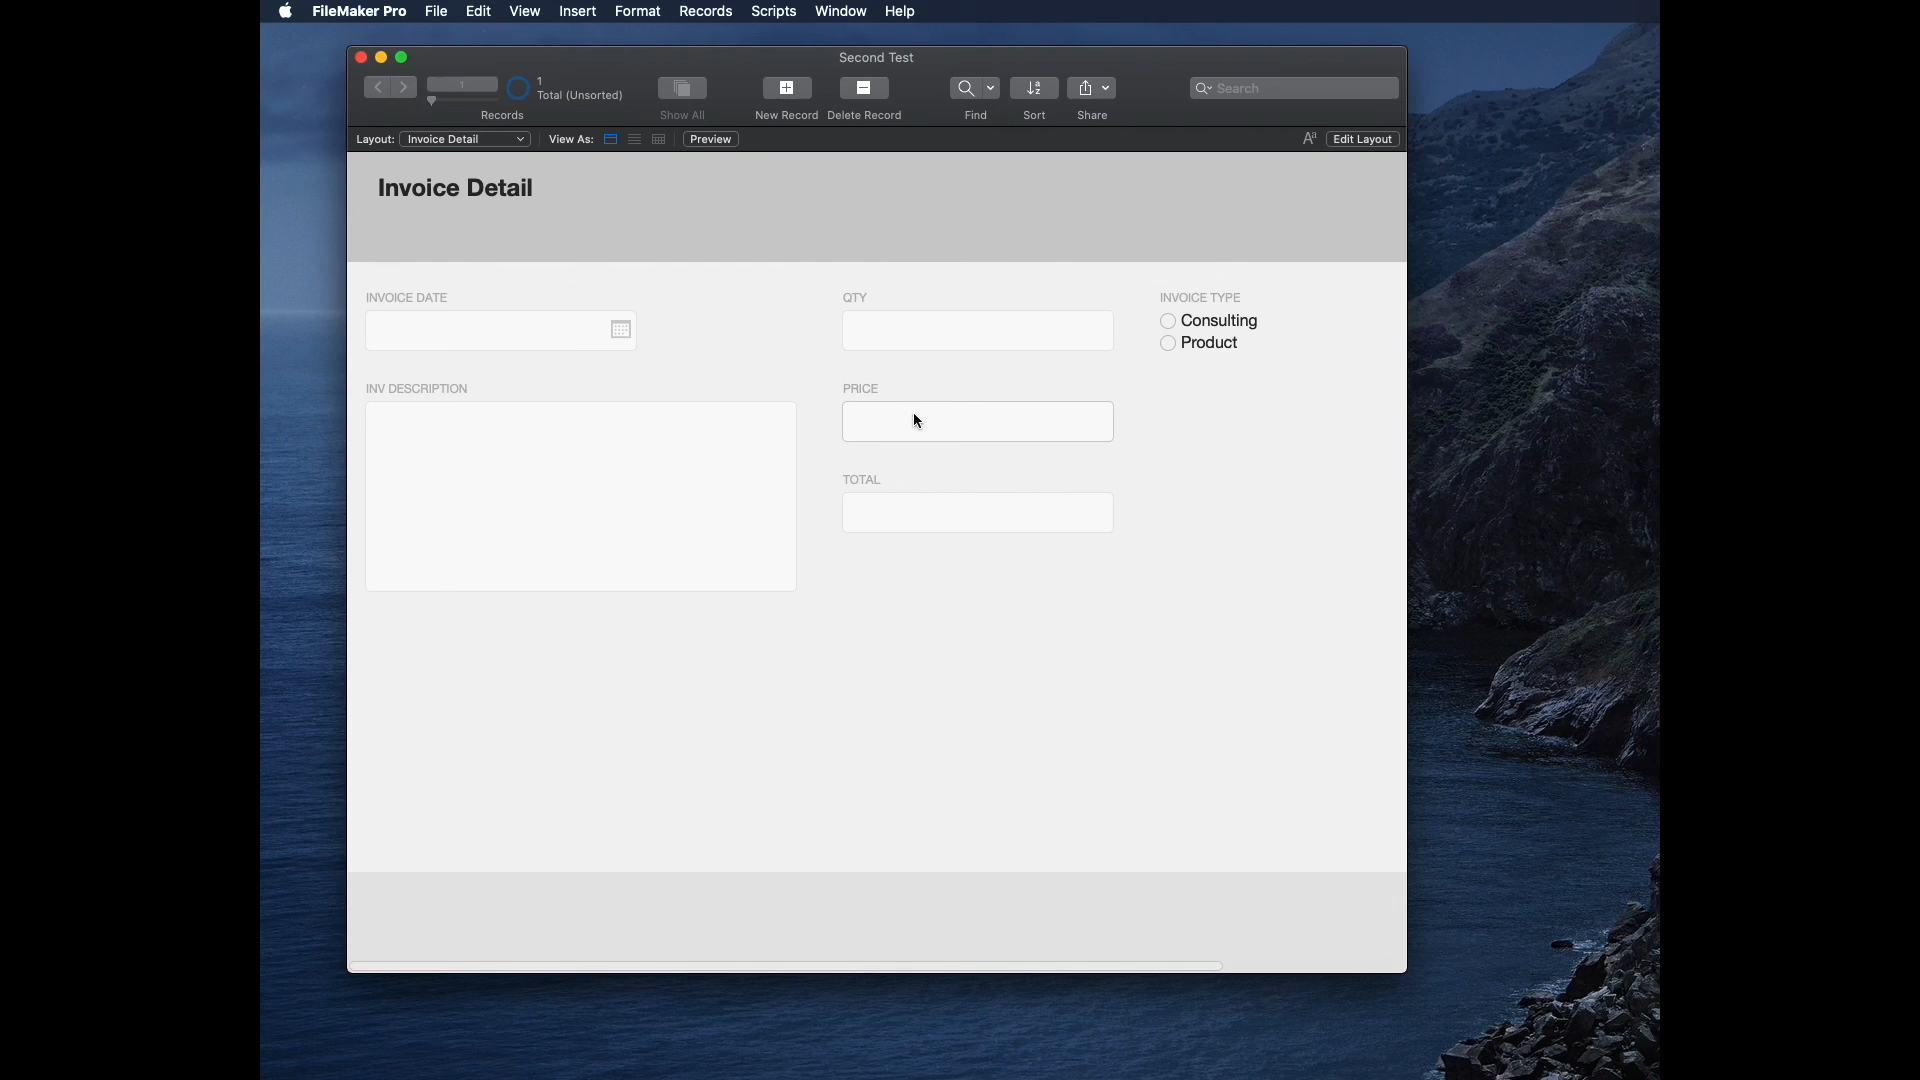 FileMaker Pro File Edit View Insert Format Records Scripts Window Help
Second Test
1
1
Total (Unsorted)
Search
Records Show All New Record Delete Record Find Sort Share
Layout: Invoice Detail View As: Preview Aa Edit Layout
Invoice Detail
INVOICE DATE QTY INVOICE TYPE
Consulting
Product
INV DESCRIPTION PRICE
TOTAL